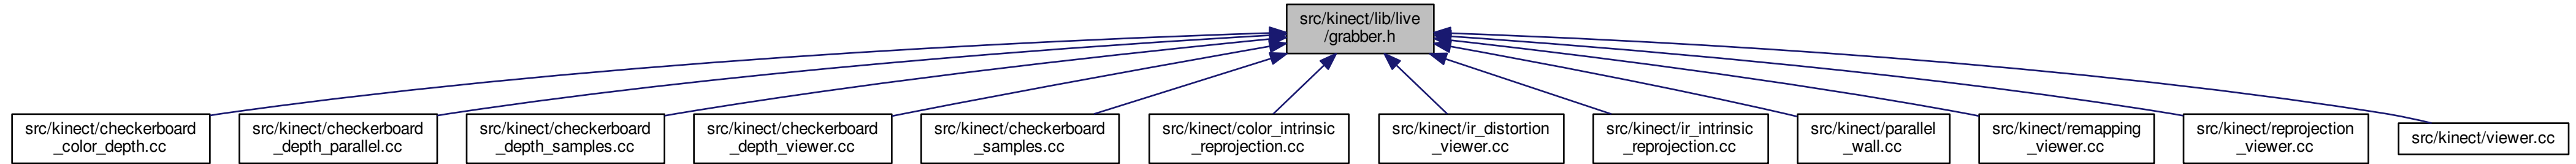 src/kinect/lib/live
/grabber.h
src/kinect/checkerboard
_color_depth.cc
src/kinect/checkerboard
_depth_parallel.cc
src/kinect/checkerboard
_depth_samples.cc
src/kinect/checkerboard
_depth_viewer.cc
src/kinect/checkerboard
_samples.cc
src/kinect/color_intrinsic
_reprojection.cc
src/kinect/ir_distortion
_viewer.cc
src/kinect/ir_intrinsic
_reprojection.cc
src/kinect/parallel
_wall.cc
src/kinect/remapping
_viewer.cc
src/kinect/reprojection
_viewer.cc
src/kinect/viewer.cc